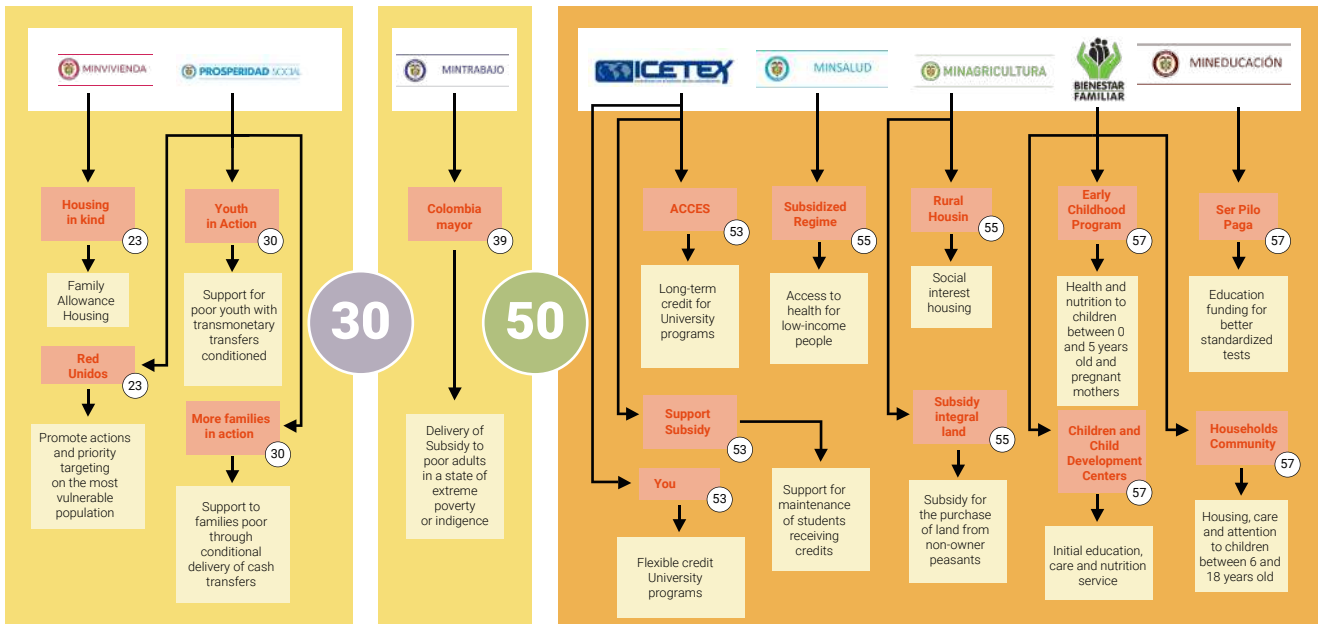 MINVIVIENDA
PROSPERIDAD SOCIAL
MINTRABAJO
ICETEX
MINSALUD
MINAGRICULTURA
BIENESTAR
FAMILIAR
MINEDUCACIÓN
Housing
in kind
23
Family
Allowance
Housing
Red
Unidos
23
Promote actions
and priority
targeting
on the most
vulnerable
population
Youth
in Action
30
Support for
poor youth with
transmonetary
transfers
conditioned
More families
in action
30
Support to
families poor
through
conditional
delivery of cash
transfers
30
Colombia
mayor
39
Delivery of
Subsidy to
poor adults
in a state of
extreme
poverty
or indigence
50
ACCES
53
Long-term
credit for
University
programs
Support
Subsidy
53
You
53
Flexible credit
University
programs
Subsidized
Regime
55
Access to
health for
low-income
people
Support for
maintenance
of students
receiving
credits
Rural
Housin
55
Social
interest
housing
Subsidy
integral
land
55
Subsidy for
the purchase
of land from
non-owner
peasants
Early
Childhood
Program
57
Health and
nutrition to
children
between 0
and 5 years
old and
pregnant
mothers
Children and
Child
Development
Centers
57
Initial education,
care and nutrition
service
Ser Pilo
Paga
57
Education
funding for
better
standardized
tests
Households
Community
57
Housing, care
and attention
to children
between 6 and
18 years old